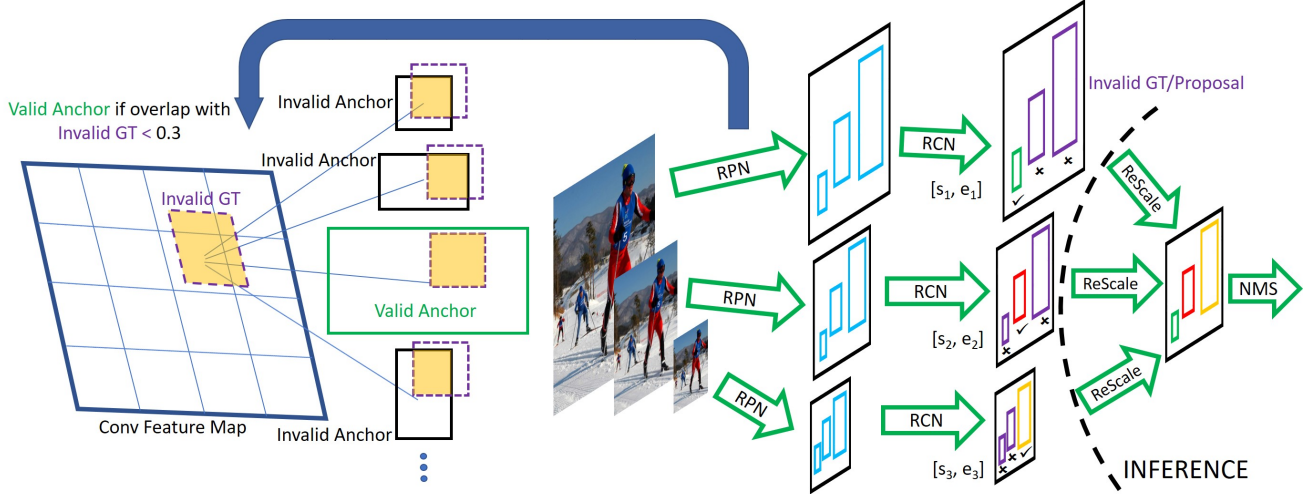 Valid Anchor if overlap with
Invalid GT < 0.3
Invalid GT
Conv Feature Map
Invalid Anchor
Invalid Anchor
Valid Anchor
Invalid Anchor
5
RPN
RPN
RPN
RCN
[s1, e1]
RCN
[s2, e2]
RCN
[s3, e3]
Invalid GT/Proposal
ReScale
ReScale
ReScale
NMS
INFERENCE